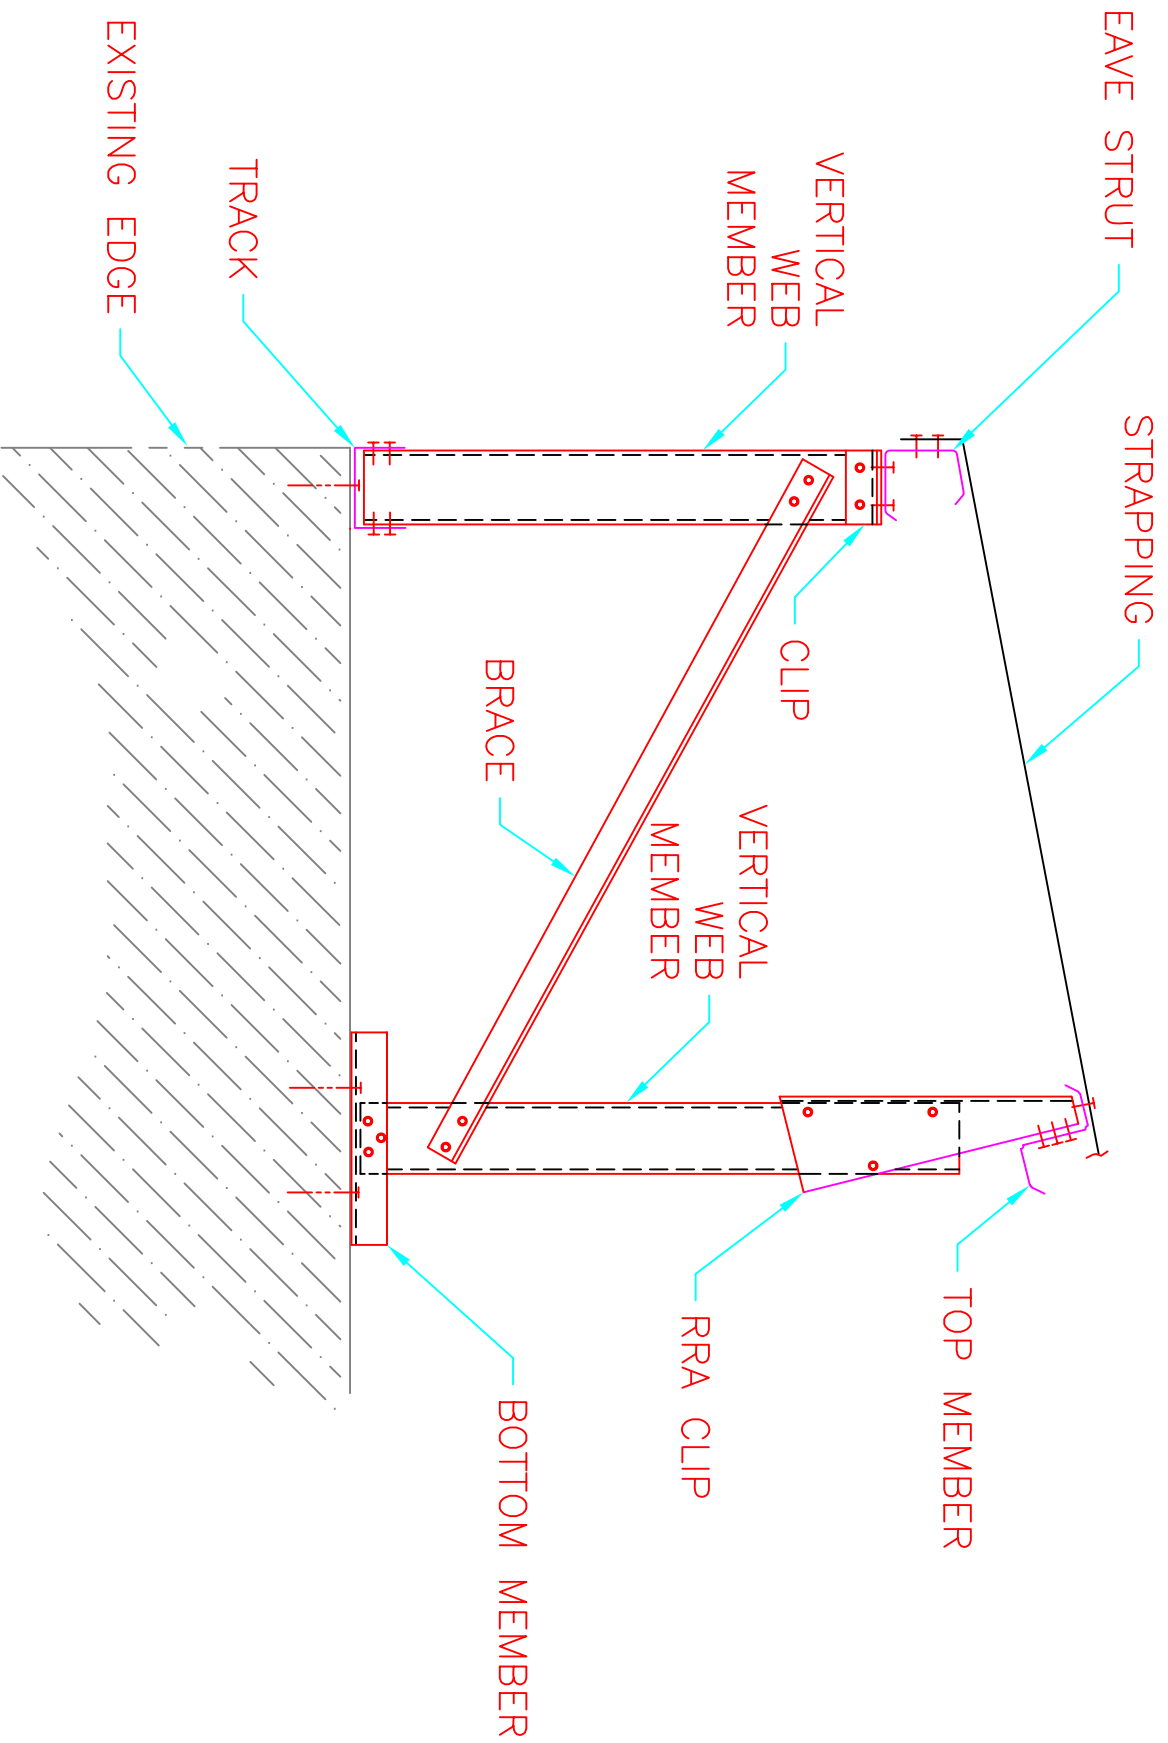 EAVE STRUT
STRAPPING
VERTICAL
WEB
MEMBER
CLIP
VERTICAL
WEB
MEMBER
TOP MEMBER
BRACE
RRA CLIP
TRACK
BOTTOM MEMBER
EXISTING EDGE